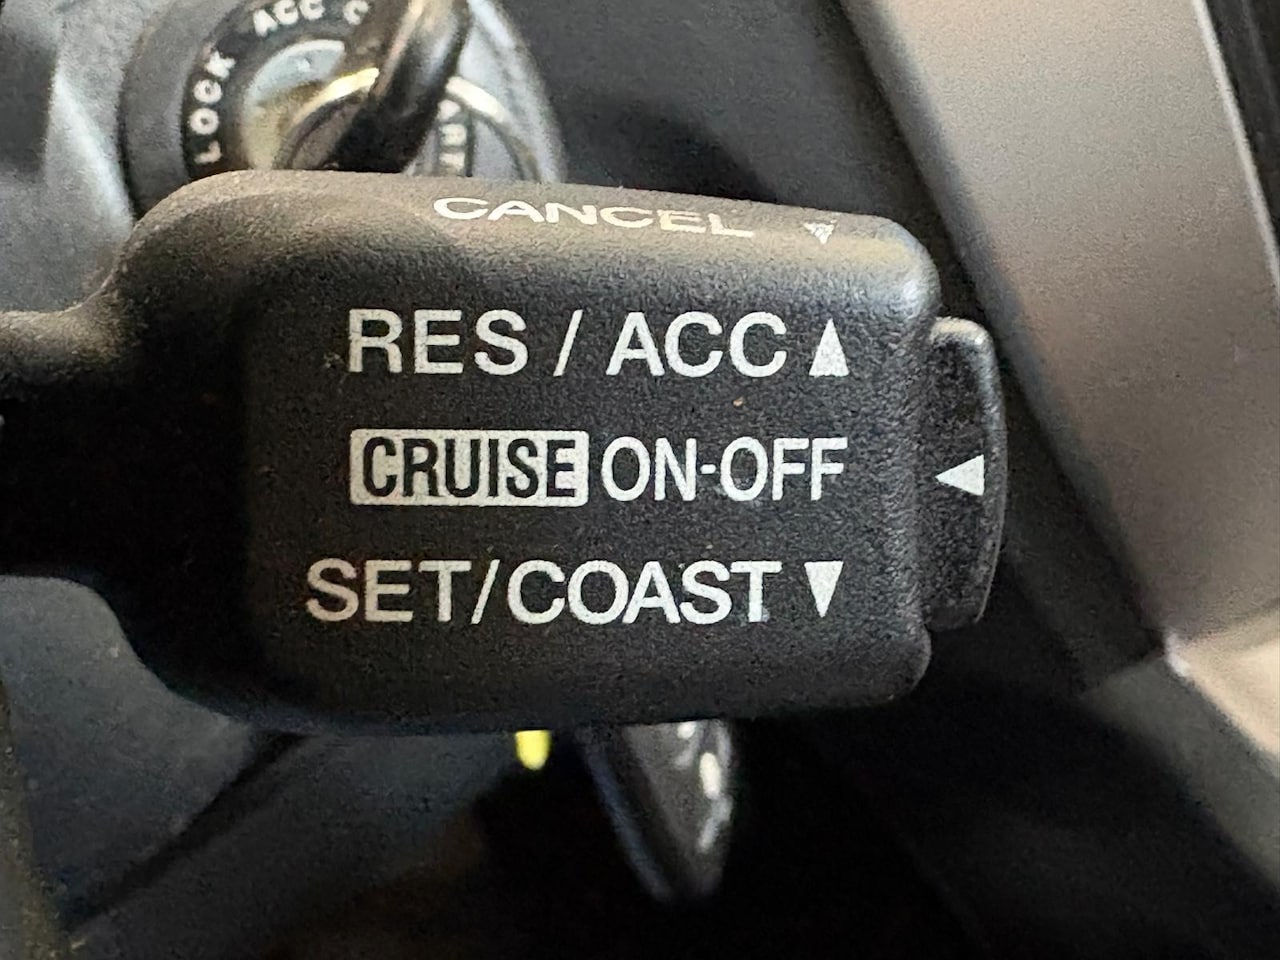 LOCK ACC
CANCEL ▼
RES / ACC ▲
CRUISE ON-OFF ◀
SET/COAST ▼